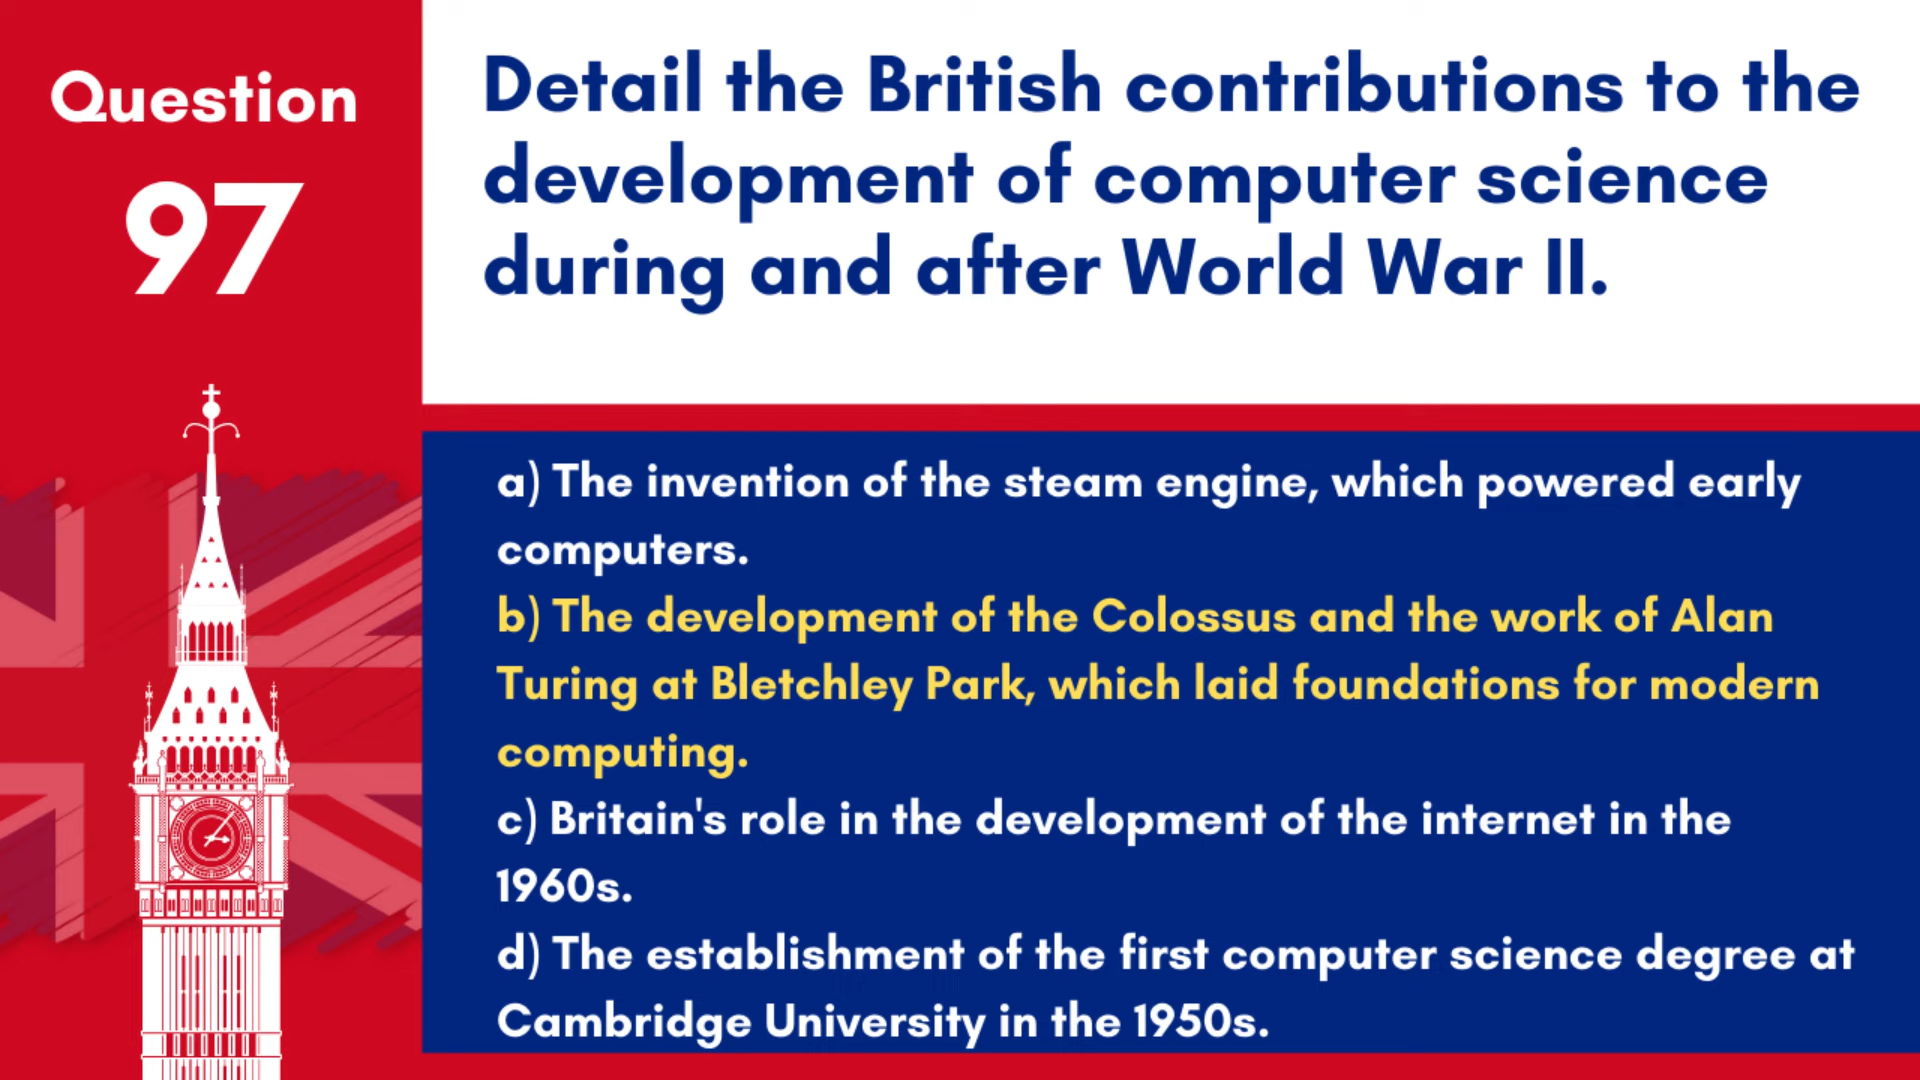 Question
97
Detail the British contributions to the
development of computer science
during and after World War II.
a) The invention of the steam engine, which powered early
computers.
b) The development of the Colossus and the work of Alan
Turing at Bletchley Park, which laid foundations for modern
computing.
c) Britain's role in the development of the internet in the
1960s.
d) The establishment of the first computer science degree at
Cambridge University in the 1950s.